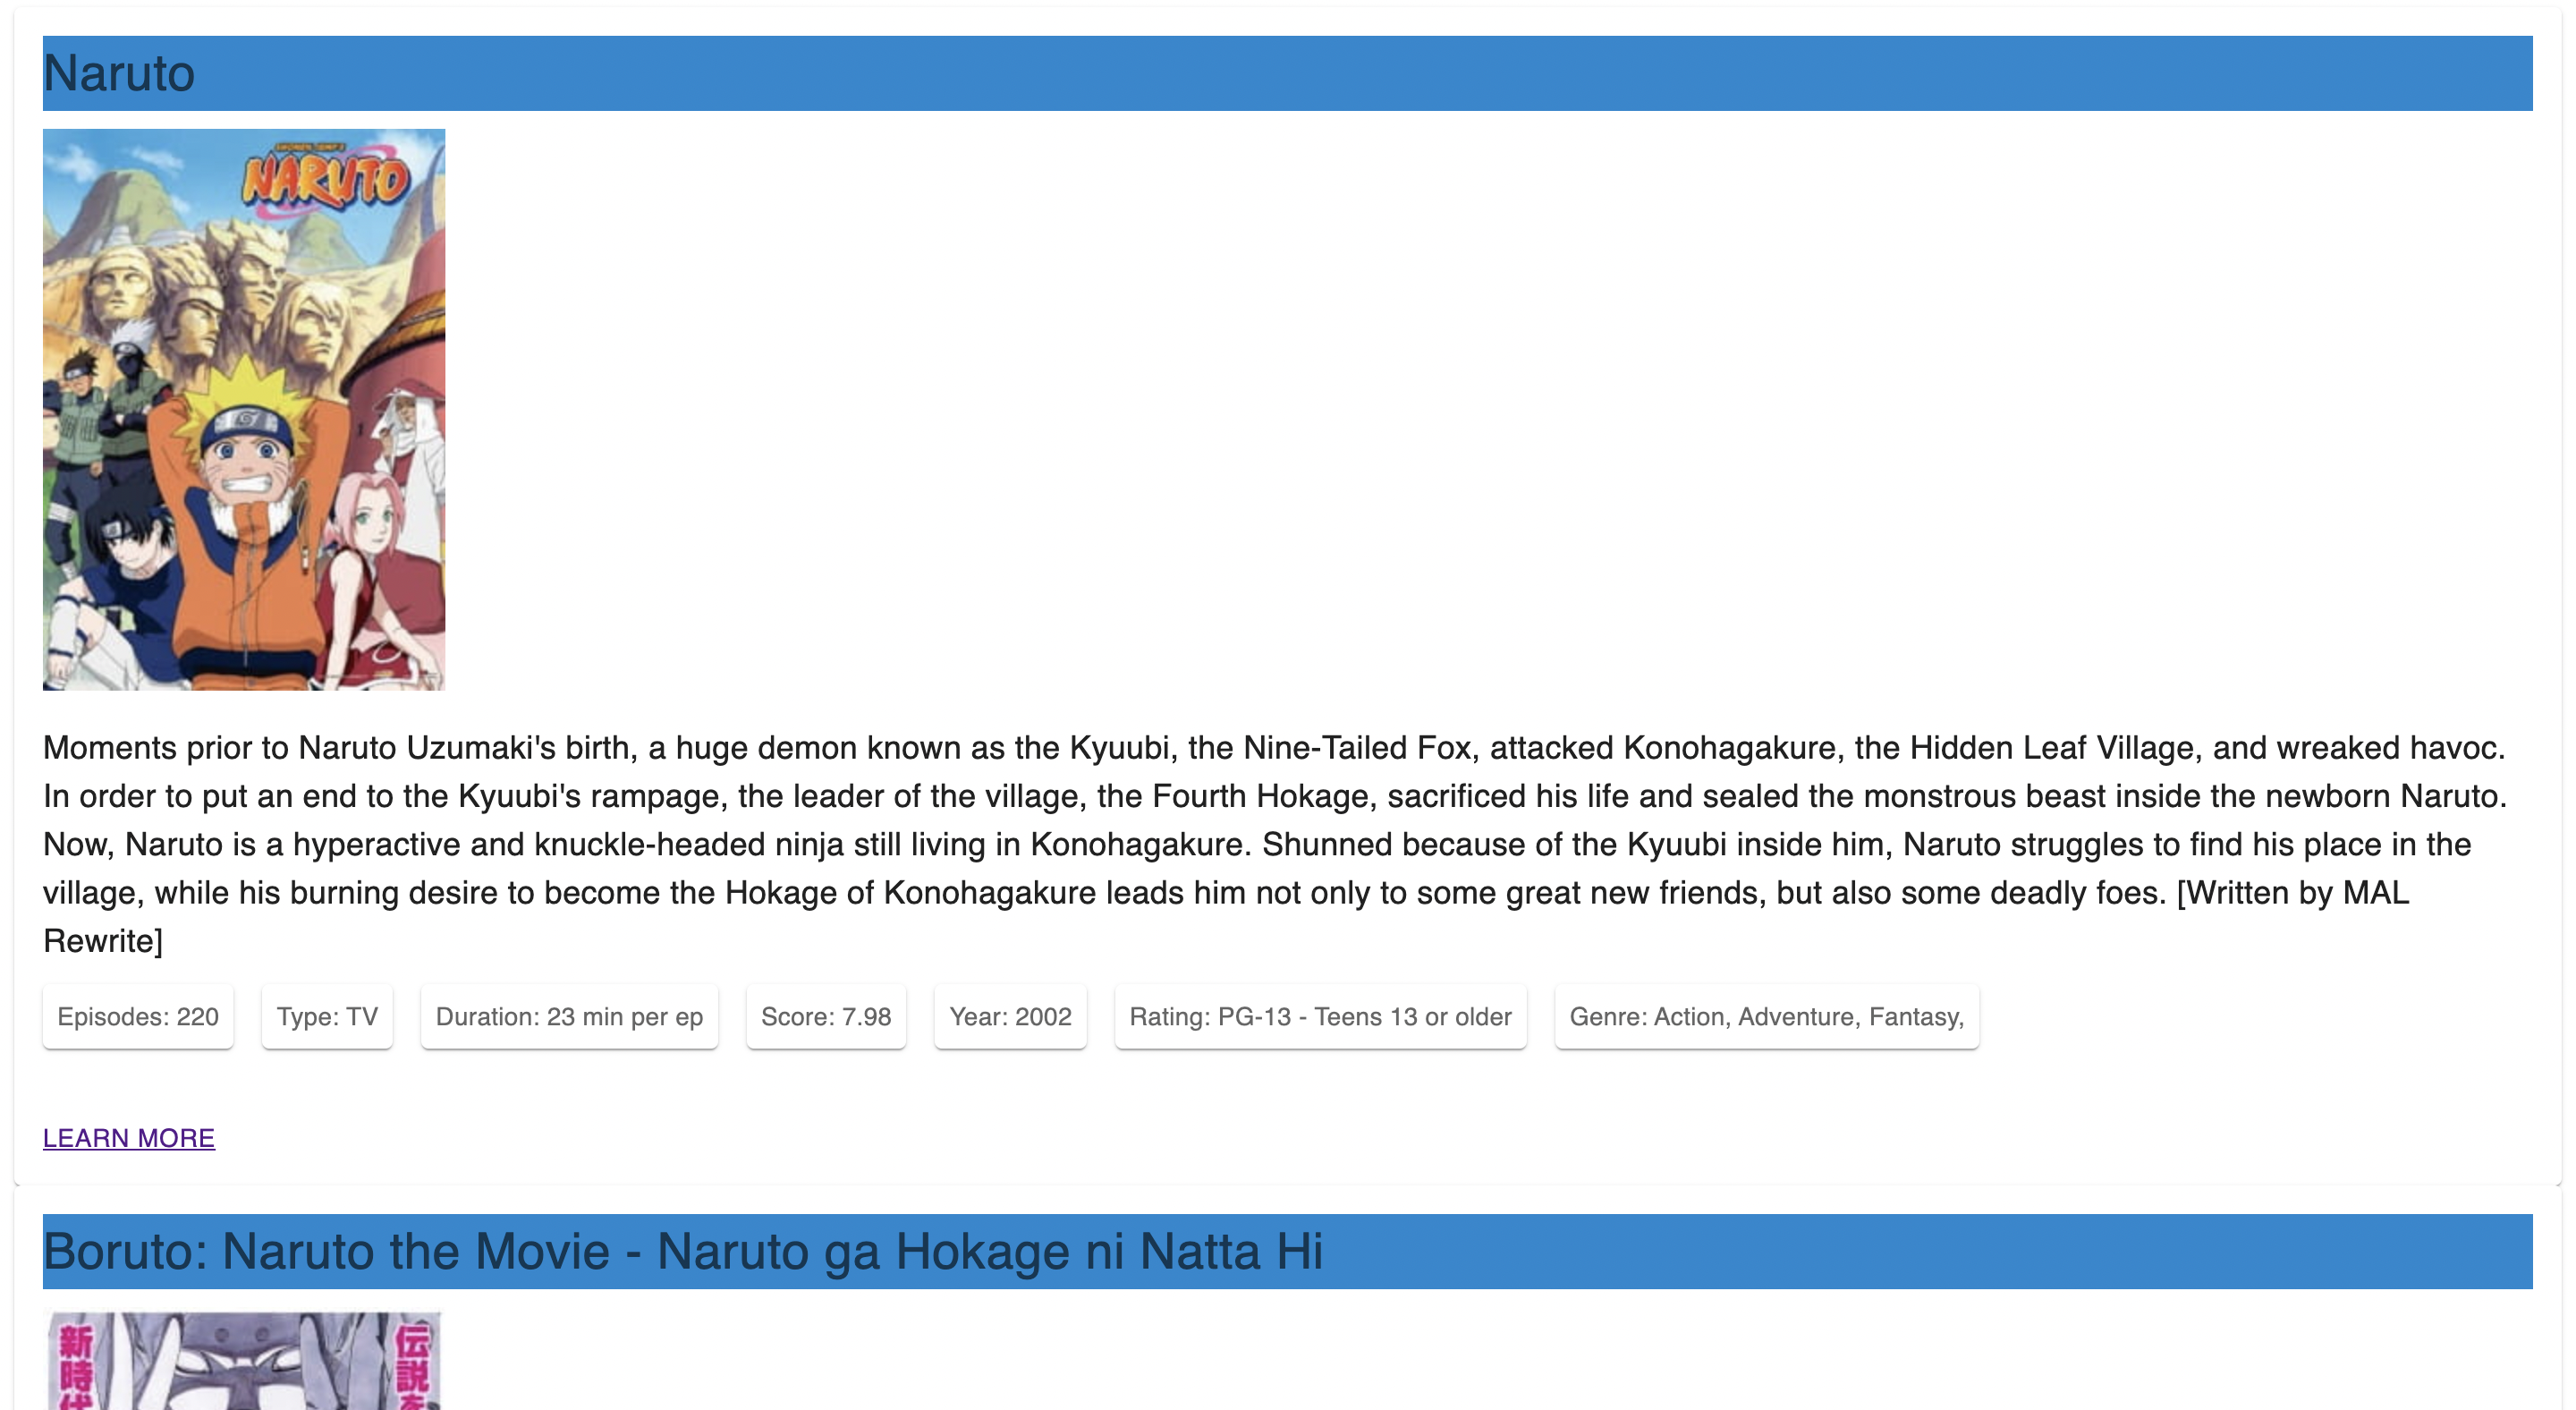 Naruto
SHONEN JUMP'S
NARUTO
Moments prior to Naruto Uzumaki's birth, a huge demon known as the Kyuubi, the Nine-Tailed Fox, attacked Konohagakure, the Hidden Leaf Village, and wreaked havoc.
In order to put an end to the Kyuubi's rampage, the leader of the village, the Fourth Hokage, sacrificed his life and sealed the monstrous beast inside the newborn Naruto.
Now, Naruto is a hyperactive and knuckle-headed ninja still living in Konohagakure. Shunned because of the Kyuubi inside him, Naruto struggles to find his place in the
village, while his burning desire to become the Hokage of Konohagakure leads him not only to some great new friends, but also some deadly foes. [Written by MAL
Rewrite]
Episodes: 220 Type: TV Duration: 23 min per ep Score: 7.98 Year: 2002 Rating: PG-13 - Teens 13 or older Genre: Action, Adventure, Fantasy,
LEARN MORE
Boruto: Naruto the Movie - Naruto ga Hokage ni Natta Hi
伝説を
新時代